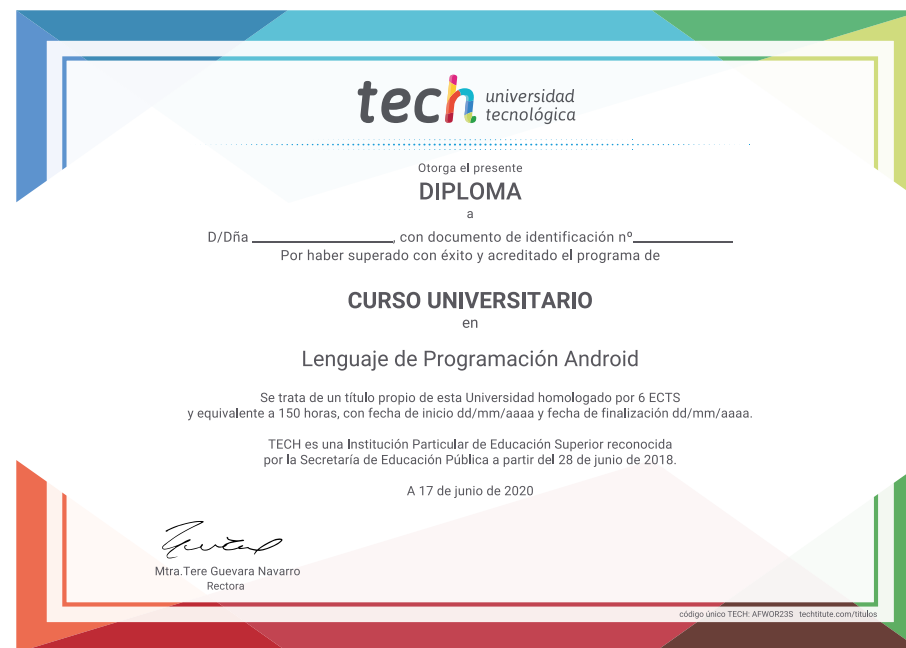 tech universidad
tecnológica
Otorga el presente
DIPLOMA
a
D/Dña ____________________, con documento de identificación nº______________
Por haber superado con éxito y acreditado el programa de
CURSO UNIVERSITARIO
en
Lenguaje de Programación Android
Se trata de un título propio de esta Universidad homologado por 6 ECTS
y equivalente a 150 horas, con fecha de inicio dd/mm/aaaa y fecha de finalización dd/mm/aaaa.
TECH es una Institución Particular de Educación Superior reconocida
por la Secretaría de Educación Pública a partir del 28 de junio de 2018.
A 17 de junio de 2020
Mtra.Tere Guevara Navarro
Rectora
código único TECH: AFWOR23S techtitute.com/titulos